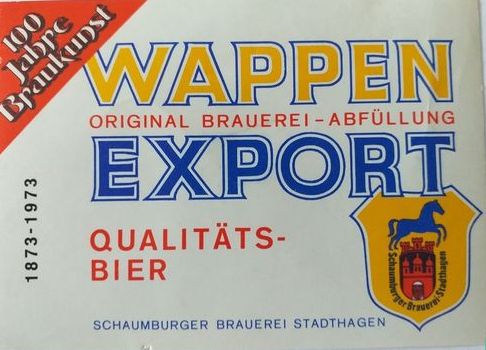 100
Jahre
Braukunst
WAPPEN
ORIGINAL BRAUEREI-ABFÜLLUNG
EXPORT
1873-1973
QUALITÄTS-
BIER
Schaumburger Brauerei-Stadthagen
SCHAUMBURGER BRAUEREI STADTHAGEN